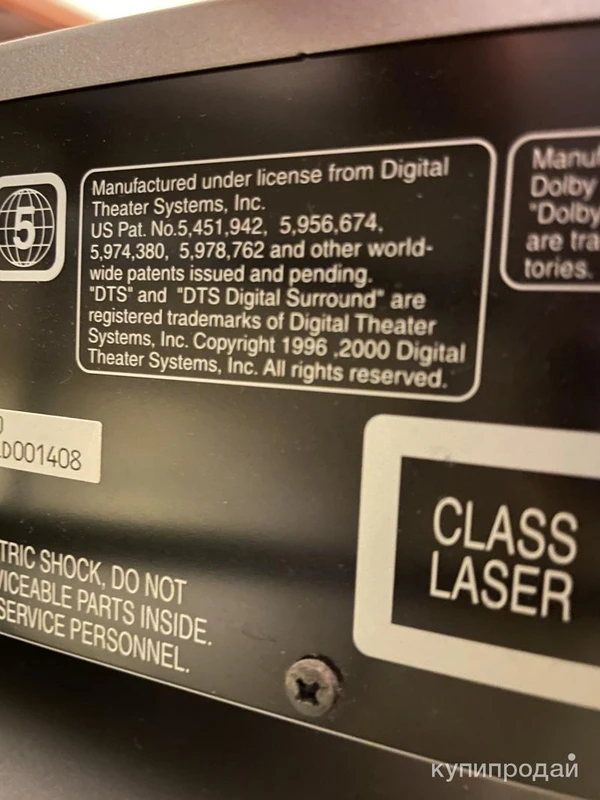 5
Manufactured under license from Digital
Theater Systems, Inc.
US Pat. No.5,451,942, 5,956,674,
5,974,380, 5,978,762 and other world-
wide patents issued and pending.
"DTS" and "DTS Digital Surround" are
registered trademarks of Digital Theater
Systems, Inc. Copyright 1996 ,2000 Digital
Theater Systems, Inc. All rights reserved.
Manuf
Dolby
"Dolby
are tra
tories.
D001408
TRIC SHOCK, DO NOT
VICEABLE PARTS INSIDE.
SERVICE PERSONNEL.
CLASS
LASER
купипродай